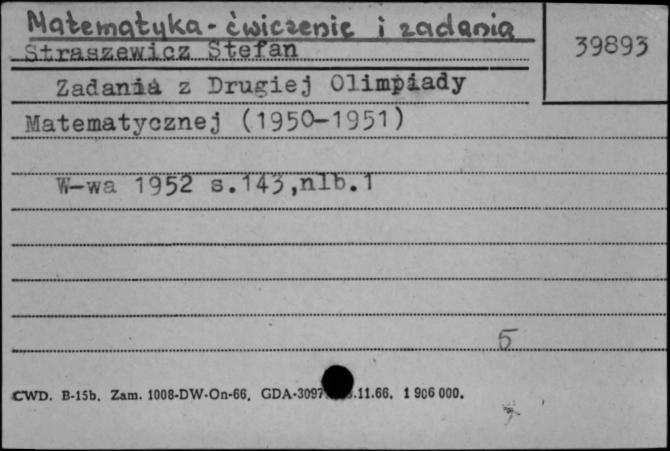 Matematyka - ćwiczenie i zadania
39893
Straszewicz Stefan
Zadania z Drugiej Olimpiady
Matematycznej (1950-1951)
W-wa 1952 s.143,nlb.1
5
CWD. B-15b. Zam. 1008-DW-On-66. GDA-3097 .11.66. 1 906 000.